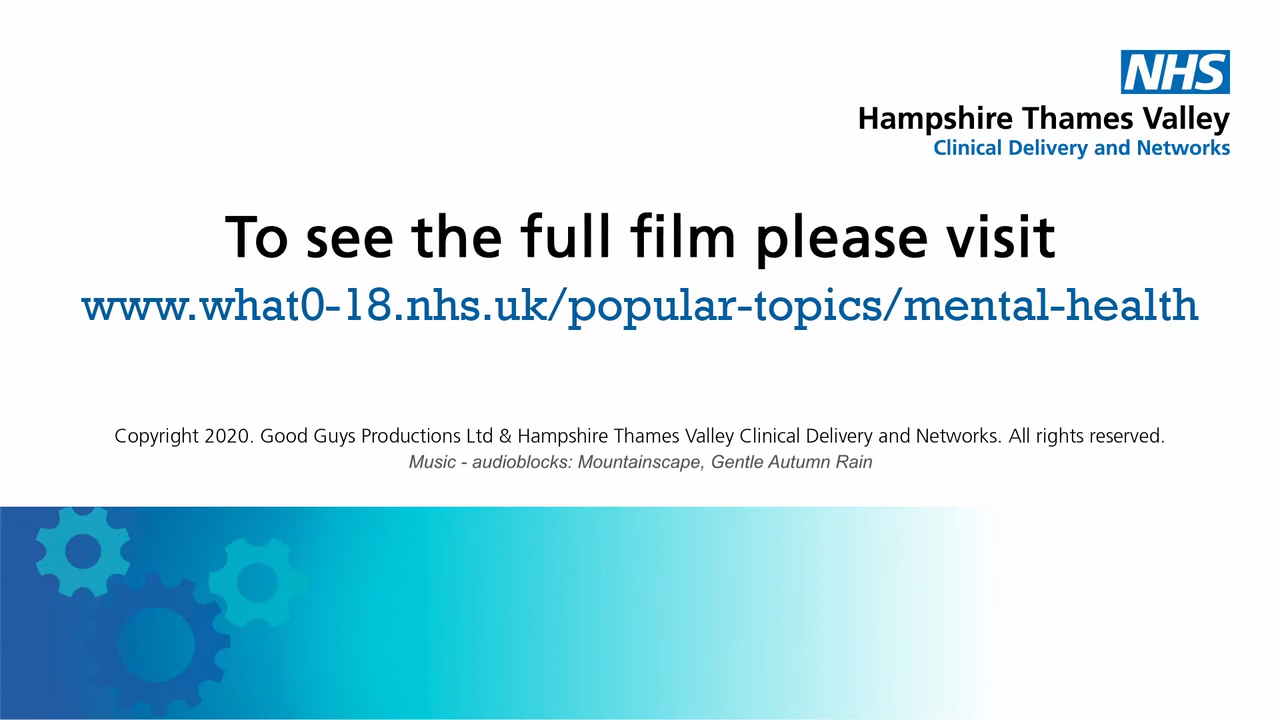 NHS
Hampshire Thames Valley
Clinical Delivery and Networks
To see the full film please visit
www.what0-18.nhs.uk/popular-topics/mental-health
Copyright 2020. Good Guys Productions Ltd & Hampshire Thames Valley Clinical Delivery and Networks. All rights reserved.
Music - audioblocks: Mountainscape, Gentle Autumn Rain